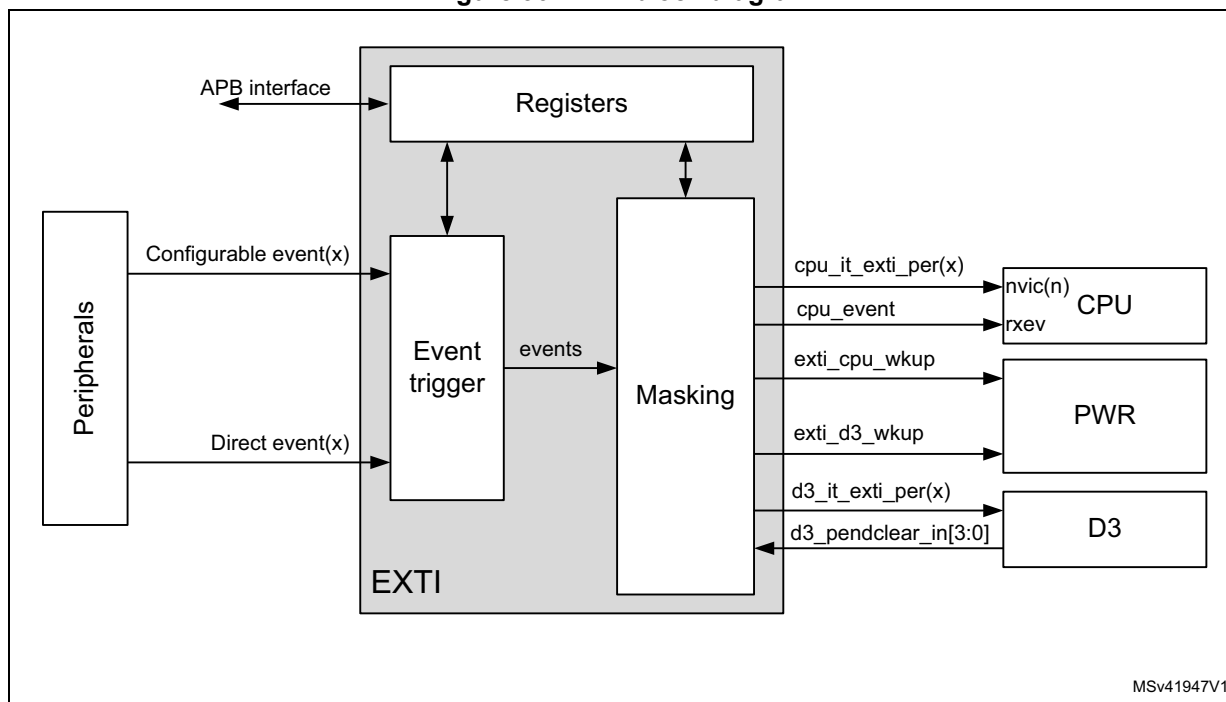 APB interface
Registers
Peripherals
Configurable event(x)
Direct event(x)
Event
trigger
events
Masking
EXTI
cpu_it_exti_per(x)
nvic(n)
CPU
cpu_event
rxev
exti_cpu_wkup
PWR
exti_d3_wkup
d3_it_exti_per(x)
D3
d3_pendclear_in[3:0]
MSv41947V1